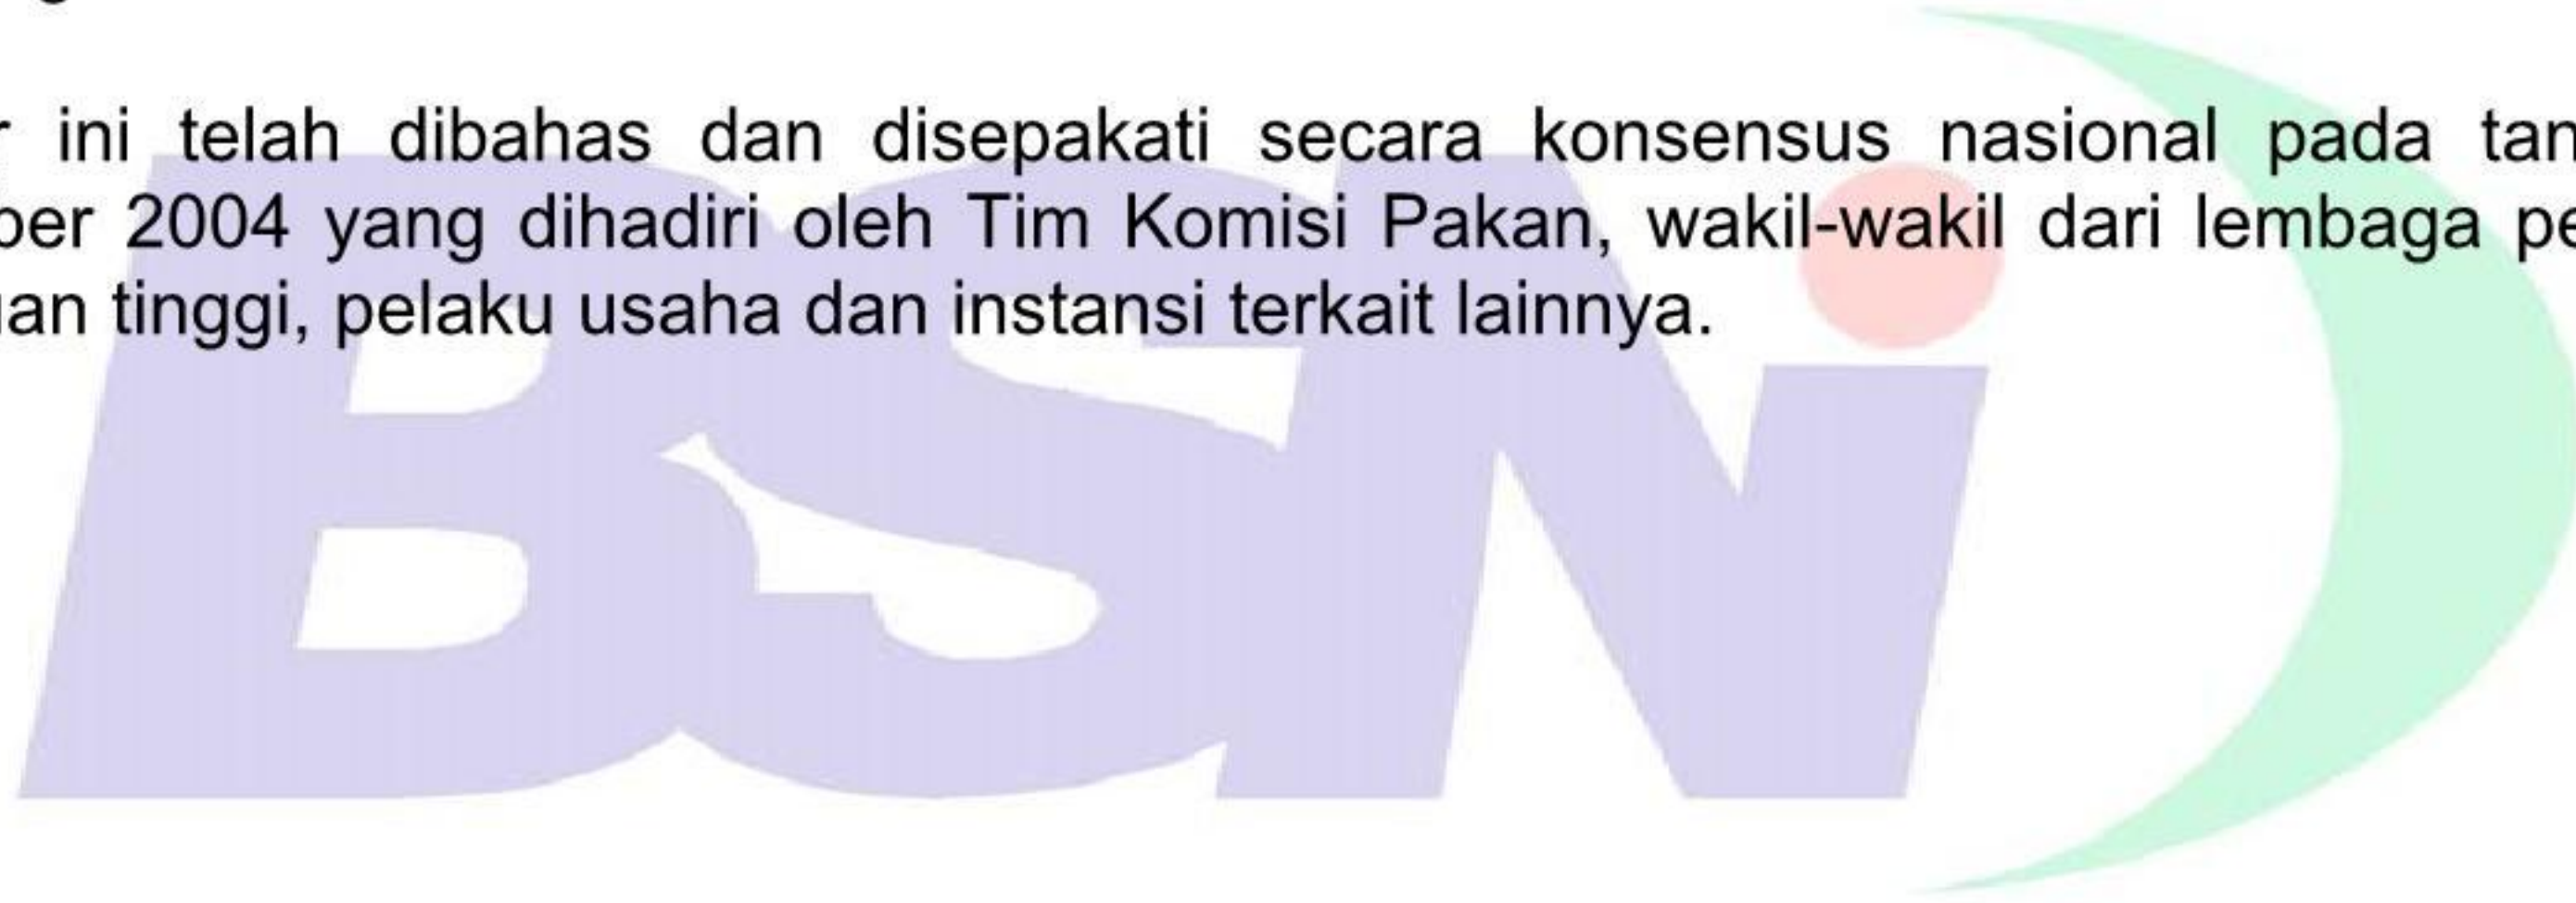 ini telah dibahas dan disepakati secara konsensus nasional pada
2004 yang dihadiri oleh Tim Komisi Pakan, wakil-wakil dari lembaga
tinggi, pelaku usaha dan instansi terkait lainnya.
BSNi